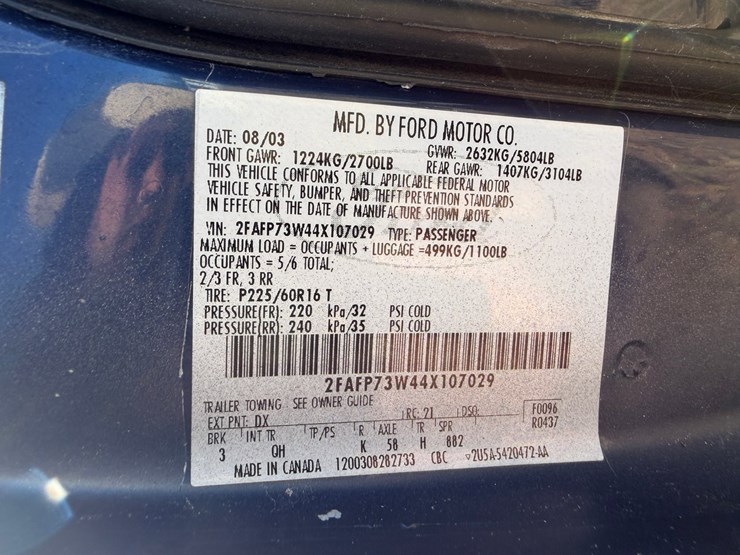 MFD. BY FORD MOTOR CO.
DATE: 08/03 GVWR: 2632KG/5804LB
FRONT GAWR: 1224KG/2700LB REAR GAWR: 1407KG/3104LB
THIS VEHICLE CONFORMS TO ALL APPLICABLE FEDERAL MOTOR
VEHICLE SAFETY, BUMPER, AND THEFT PREVENTION STANDARDS
IN EFFECT ON THE DATE OF MANUFACTURE SHOWN ABOVE.
VIN: 2FAFP73W44X107029 TYPE: PASSENGER
MAXIMUM LOAD = OCCUPANTS + LUGGAGE =499KG/1100LB
OCCUPANTS = 5/6 TOTAL;
2/3 FR, 3 RR
TIRE: P225/60R16 T
PRESSURE(FR): 220 kPa/32 PSI COLD
PRESSURE(RR): 240 kPa/35 PSI COLD
2FAFP73W44X107029
TRAILER TOWING SEE OWNER GUIDE
EXT PNT: DX RC: 21 DSO: F0096
BRK INT TR TP/PS R AXLE TR SPR R0437
3 QH K 58 H 882
MADE IN CANADA 1200308282733 CBC 2U5A-5420472-AA